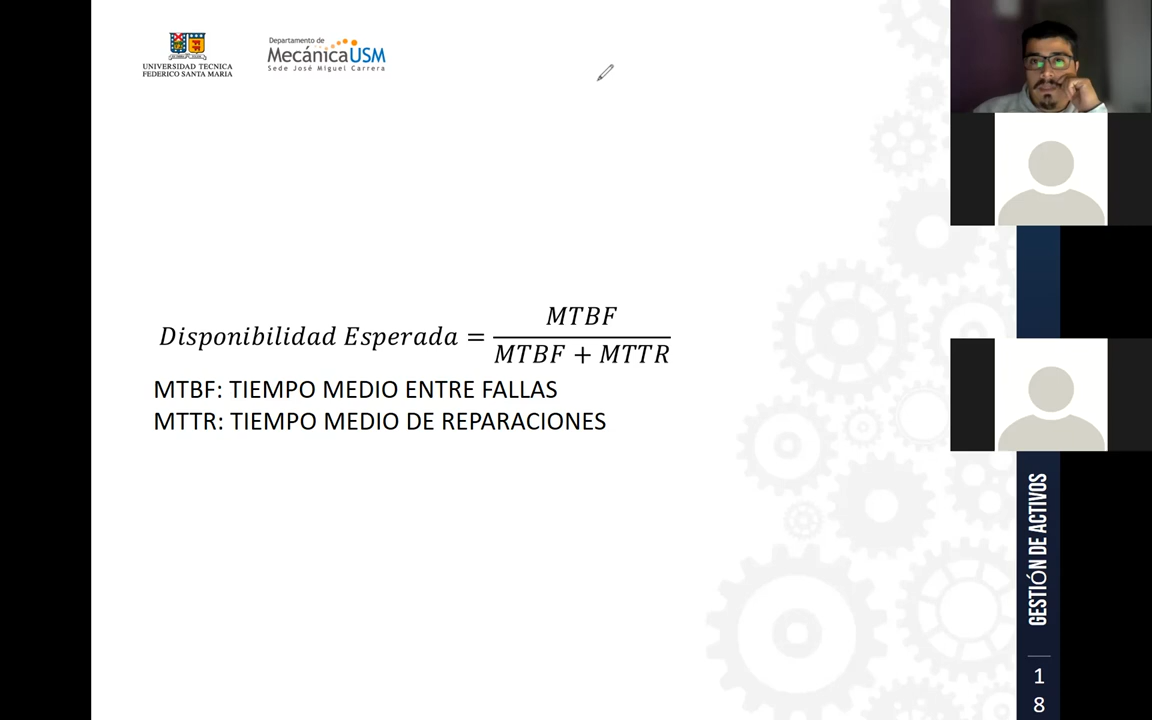 UNIVERSIDAD TECNICA
FEDERICO SANTA MARIA
Departamento de
MecánicaUSM
Sede José Miguel Carrera
Disponibilidad Esperada = MTBF / MTBF + MTTR
MTBF: TIEMPO MEDIO ENTRE FALLAS
MTTR: TIEMPO MEDIO DE REPARACIONES
GESTIÓN DE ACTIVOS
1
8